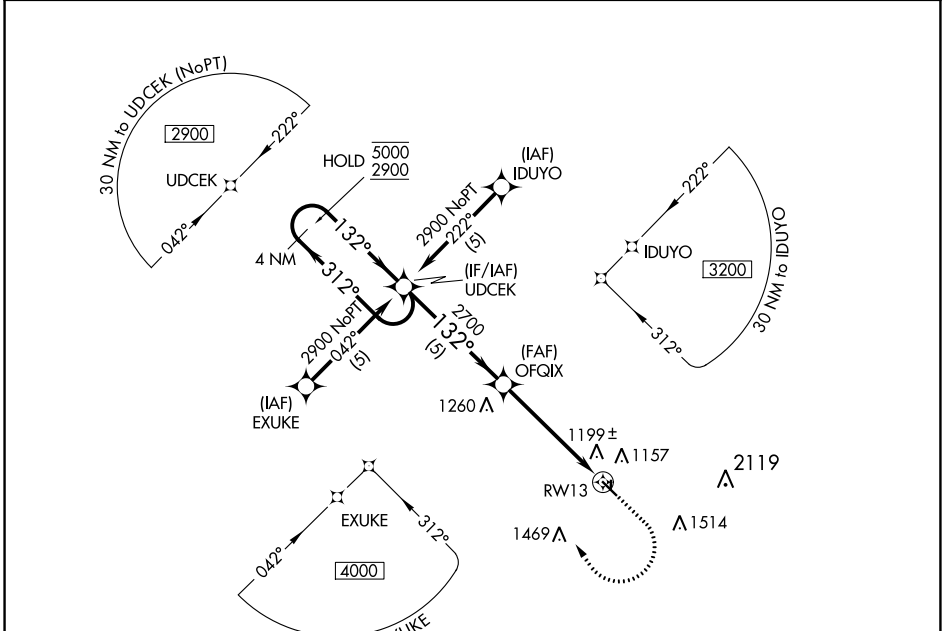 30 NM to UDCEK (NoPT)
2900
222°
UDCEK
042°
HOLD 5000
2900
(IAF)
IDUYO
2900 NoPT
222°
(5)
132°
4 NM
312°
(IF/IAF)
UDCEK
2900 NoPT
042°
(5)
(IAF)
EXUKE
2700
132°
(5)
(FAF)
OFQIX
222°
IDUYO
3200
30 NM to IDUYO
312°
1260
1199±
1157
2119
RW13
1514
1469
EXUKE
312°
042°
4000